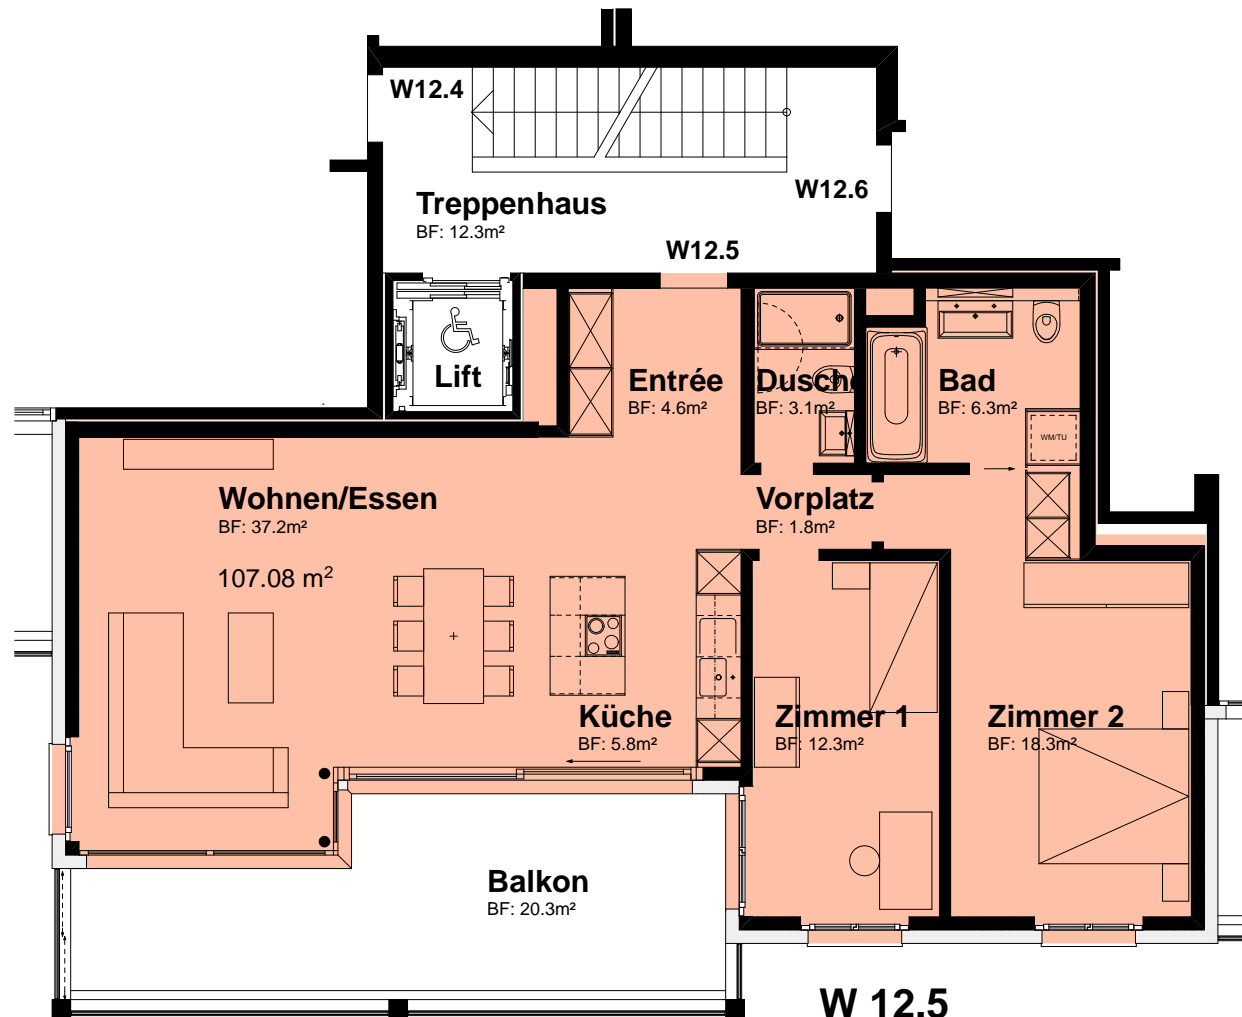 W12.4
W12.6
Treppenhaus
BF: 12.3m²
W12.5
Lift
Entrée
BF: 4.6m²
Dusche
BF: 3.1m²
Bad
BF: 6.3m²
WM/TU
Wohnen/Essen
BF: 37.2m²
Vorplatz
BF: 1.8m²
107.08 m²
Küche
BF: 5.8m²
Zimmer 1
BF: 12.3m²
Zimmer 2
BF: 18.3m²
Balkon
BF: 20.3m²
W 12.5